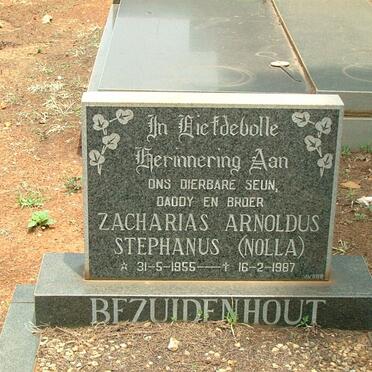 In Liefdebolle
Herinnering Aan
ONS DIERBARE SEUN,
DADDY EN BROER
ZACHARIAS ARNOLDUS
STEPHANUS (NOLLA)
☆ 31-5-1955 — ✝ 16-2-1987
BEZUIDENHOUT